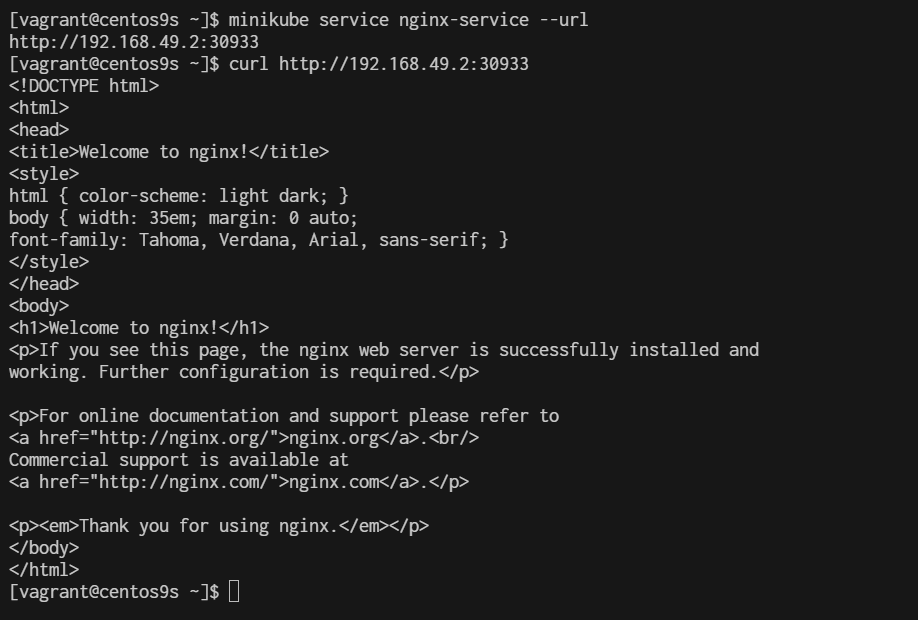 [vagrant@centos9s ~]$ minikube service nginx-service --url
http://192.168.49.2:30933
[vagrant@centos9s ~]$ curl http://192.168.49.2:30933
<!DOCTYPE html>
<html>
<head>
<title>Welcome to nginx!</title>
<style>
html { color-scheme: light dark; }
body { width: 35em; margin: 0 auto;
font-family: Tahoma, Verdana, Arial, sans-serif; }
</style>
</head>
<body>
<h1>Welcome to nginx!</h1>
<p>If you see this page, the nginx web server is successfully installed and
working. Further configuration is required.</p>

<p>For online documentation and support please refer to
<a href="http://nginx.org/">nginx.org</a>.<br/>
Commercial support is available at
<a href="http://nginx.com/">nginx.com</a>.</p>

<p><em>Thank you for using nginx.</em></p>
</body>
</html>
[vagrant@centos9s ~]$